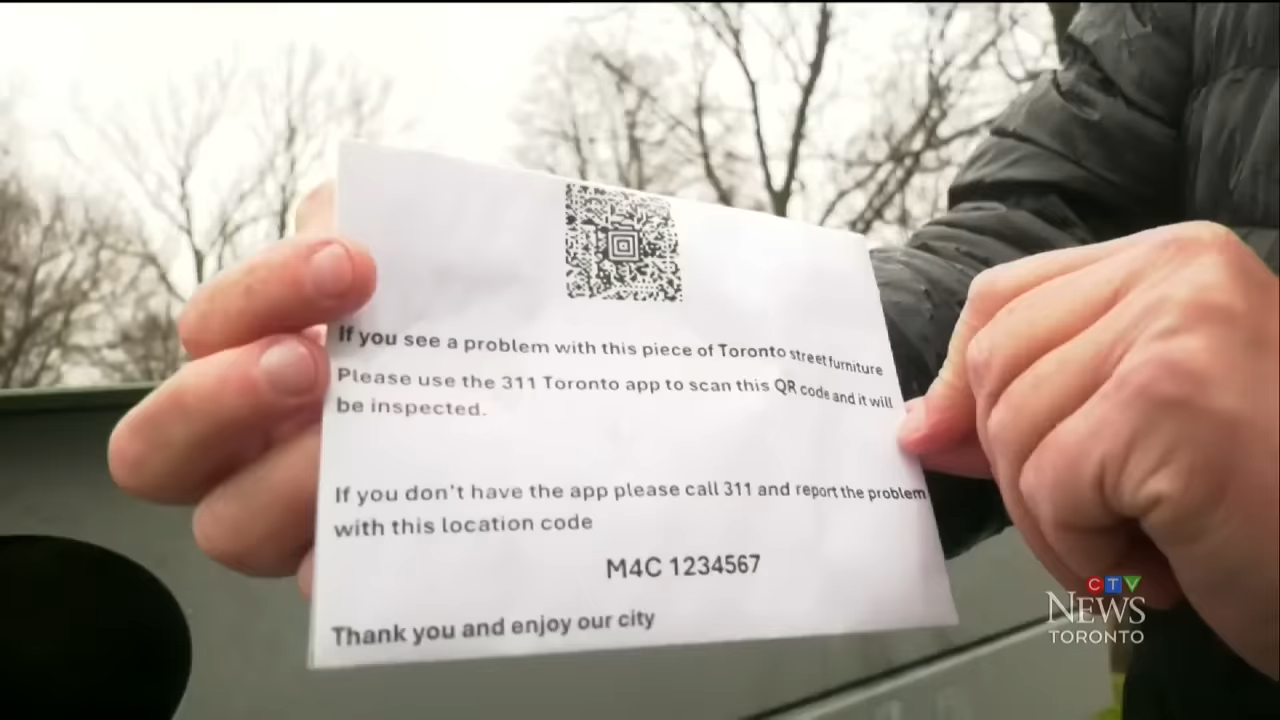 If you see a problem with this piece of Toronto street furniture
Please use the 311 Toronto app to scan this QR code and it will
be inspected.
If you don't have the app please call 311 and report the problem
with this location code
M4C 1234567
Thank you and enjoy our city
CTV
NEWS
TORONTO